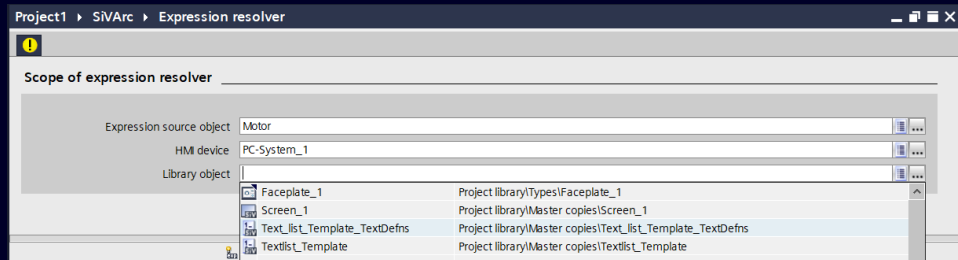 Project1 ▸ SiVArc ▸ Expression resolver
Scope of expression resolver
Expression source object Motor
HMI device PC-System_1
Library object
Faceplate_1 Project library\Types\Faceplate_1
Screen_1 Project library\Master copies\Screen_1
Text_list_Template_TextDefns Project library\Master copies\Text_list_Template_TextDefns
Textlist_Template Project library\Master copies\Textlist_Template